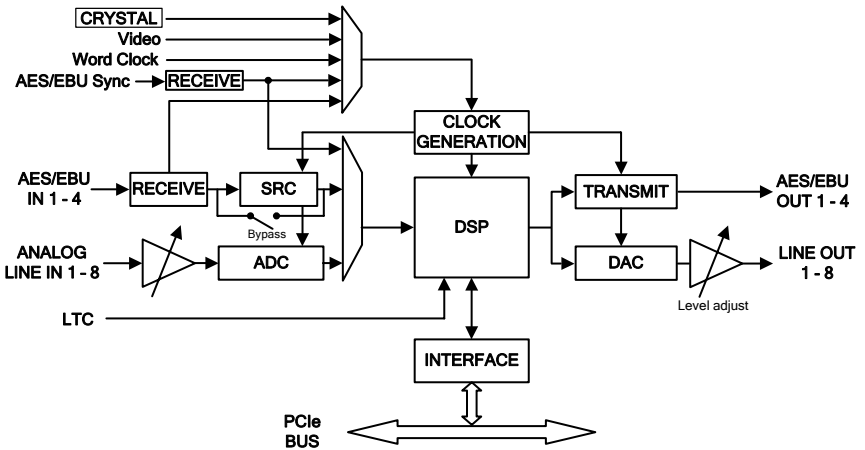 CRYSTAL
Video
Word Clock
AES/EBU Sync
RECEIVE
CLOCK
GENERATION
AES/EBU
IN 1 - 4
RECEIVE
SRC
Bypass
DSP
TRANSMIT
AES/EBU
OUT 1 - 4
ANALOG
LINE IN 1 - 8
ADC
DAC
LINE OUT
1 - 8
Level adjust
LTC
INTERFACE
PCIe
BUS